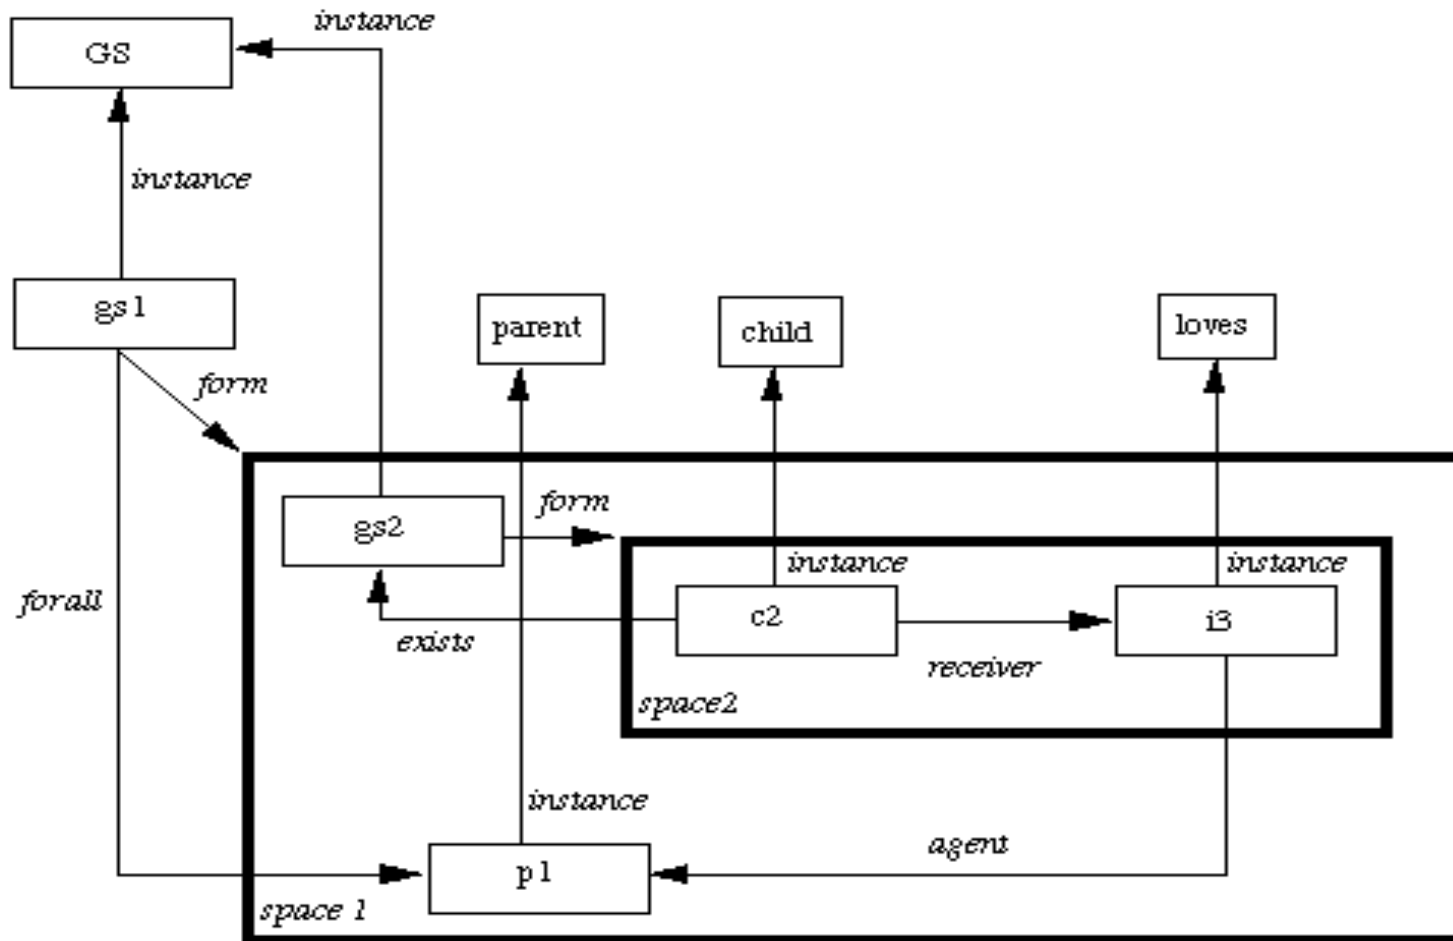 instance
GS
instance
gs1
parent
child
loves
form
gs2
form
instance
instance
forall
exists
c2
receiver
i3
space2
instance
agent
p1
space 1